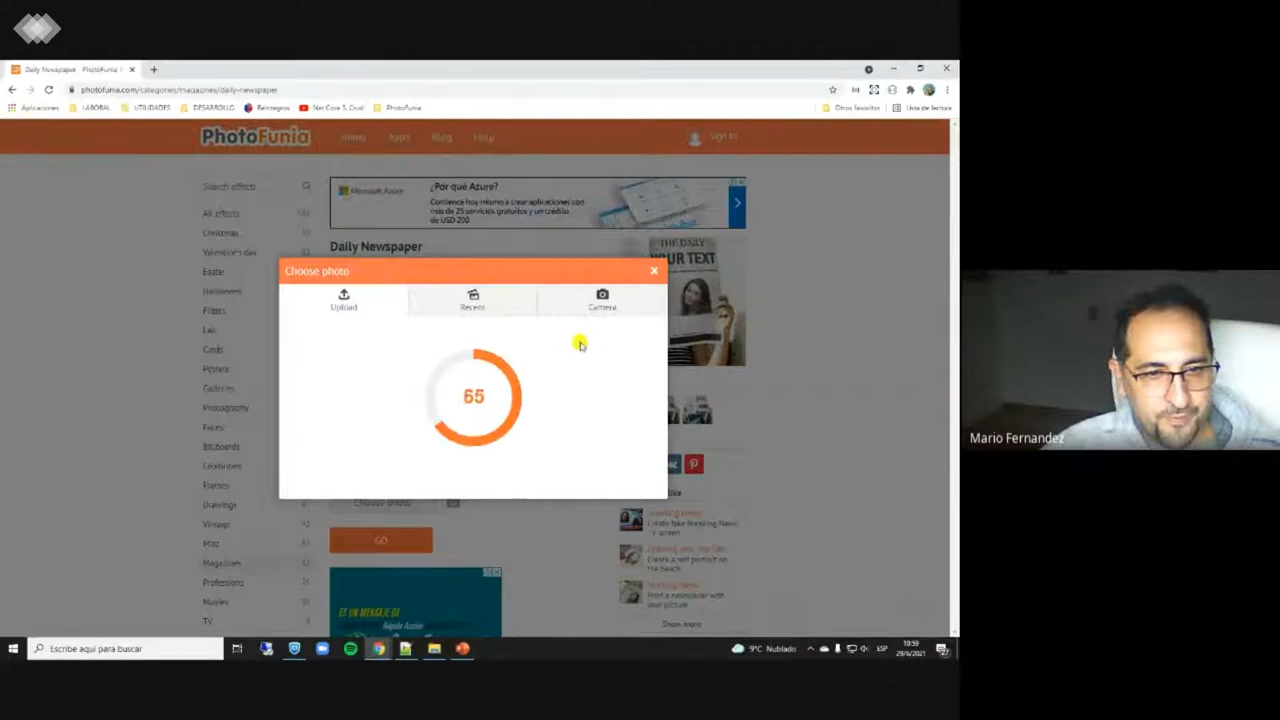 Daily Newspaper - PhotoFunia
photofunia.com/categories/magazines/daily-newspaper
Aplicaciones LABORAL UTILIDADES DESARROLLO Reintegros Net Core 5, Crud PhotoFunia Otros favoritos Lista de lectura
PhotoFunia Home Apps Blog Help Sign in
Search effects
All effects
Christmas
Valentine's day
Easter
Halloween
Filters
Lab
Cards
Posters
Galleries
Photography
Faces
Billboards
Celebrities
Frames
Drawings
Vintage
Misc
Magazines
Professions
Movies
TV
Microsoft Azure
¿Por qué Azure?
Comience hoy mismo a crear aplicaciones con
más de 25 servicios gratuitos y un crédito
de USD 200
Daily Newspaper
THE DAILY
YOUR TEXT
Choose photo
Upload Recent Camera
65
Choose photo
GO
ES UN MENSAJE DE
Create fake Breaking News
TV screen
Create a self portrait on
the beach
Print a newspaper with
your picture
Show more
Escribe aquí para buscar
9°C Nublado
ESP
18:59
29/6/2021
Mario Fernandez